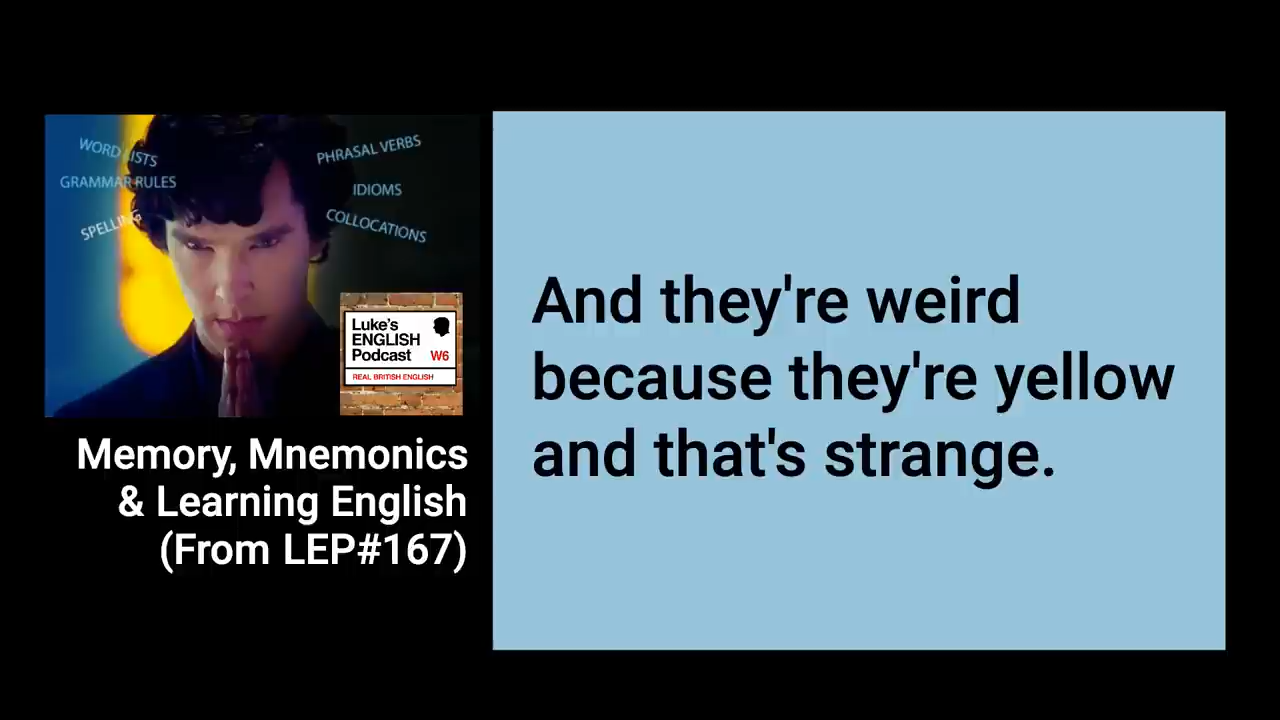 WORD LISTS
GRAMMAR RULES
SPELLING
PHRASAL VERBS
IDIOMS
COLLOCATIONS
Luke's
ENGLISH
Podcast W6
REAL BRITISH ENGLISH
Memory, Mnemonics
& Learning English
(From LEP#167)
And they're weird
because they're yellow
and that's strange.